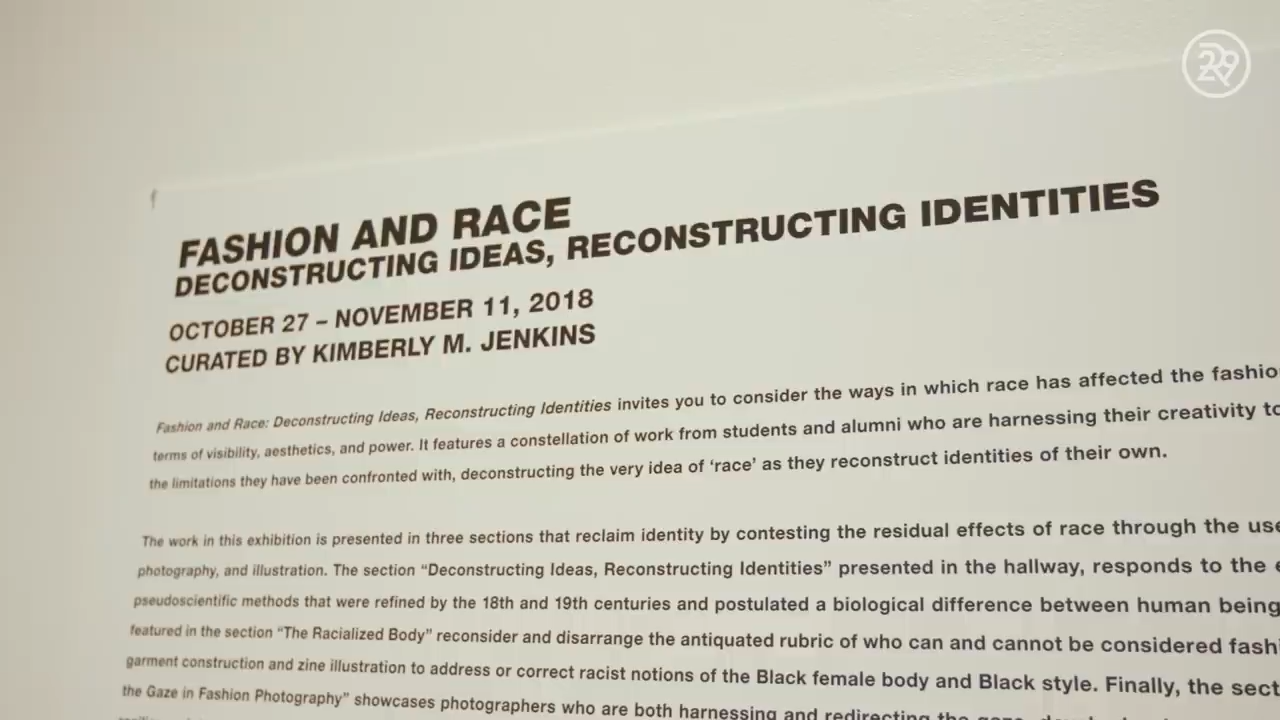 R29
FASHION AND RACE
DECONSTRUCTING IDEAS, RECONSTRUCTING IDENTITIES
OCTOBER 27 – NOVEMBER 11, 2018
CURATED BY KIMBERLY M. JENKINS
Fashion and Race: Deconstructing Ideas, Reconstructing Identities invites you to consider the ways in which race has affected the fashio
terms of visibility, aesthetics, and power. It features a constellation of work from students and alumni who are harnessing their creativity to
the limitations they have been confronted with, deconstructing the very idea of ‘race’ as they reconstruct identities of their own.
The work in this exhibition is presented in three sections that reclaim identity by contesting the residual effects of race through the use
photography, and illustration. The section “Deconstructing Ideas, Reconstructing Identities” presented in the hallway, responds to the
pseudoscientific methods that were refined by the 18th and 19th centuries and postulated a biological difference between human being
featured in the section “The Racialized Body” reconsider and disarrange the antiquated rubric of who can and cannot be considered fashi
garment construction and zine illustration to address or correct racist notions of the Black female body and Black style. Finally, the sect
the Gaze in Fashion Photography” showcases photographers who are both harnessing and redirecting the gaze,